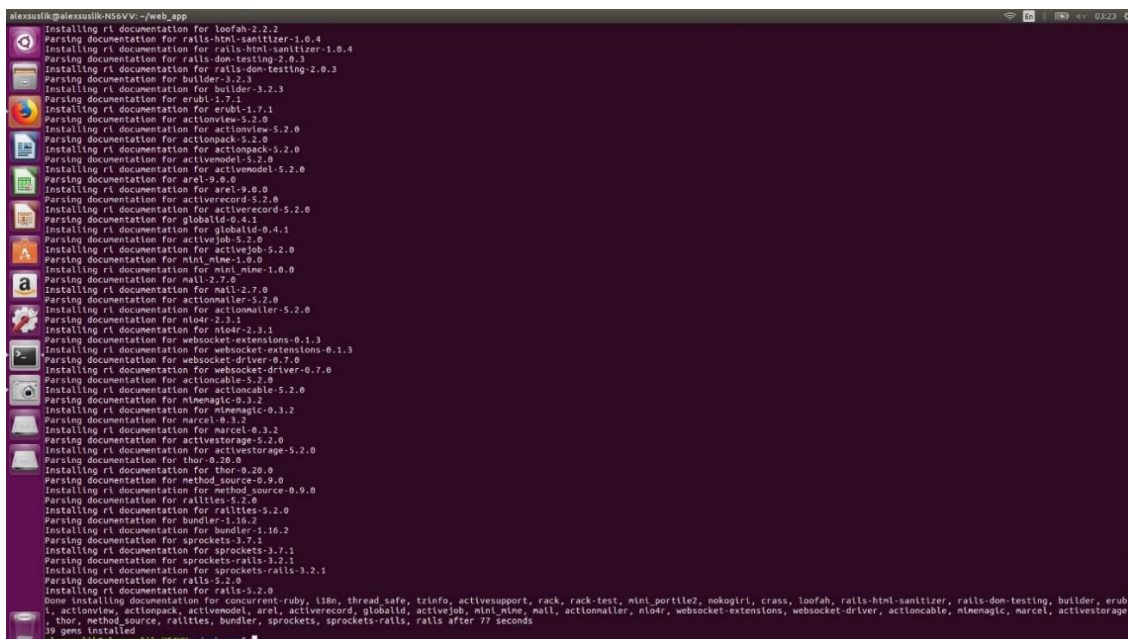 alexsuslik@alexsuslik-N56VV: ~/web_app
En
03:23
Installing ri documentation for loofah-2.2.2
Parsing documentation for rails-html-sanitizer-1.0.4
Installing ri documentation for rails-html-sanitizer-1.0.4
Parsing documentation for rails-dom-testing-2.0.3
Installing ri documentation for rails-dom-testing-2.0.3
Parsing documentation for builder-3.2.3
Installing ri documentation for builder-3.2.3
Parsing documentation for erubi-1.7.1
Installing ri documentation for erubi-1.7.1
Parsing documentation for actionview-5.2.0
Installing ri documentation for actionview-5.2.0
Parsing documentation for actionpack-5.2.0
Installing ri documentation for actionpack-5.2.0
Parsing documentation for activemodel-5.2.0
Installing ri documentation for activemodel-5.2.0
Parsing documentation for arel-9.0.0
Installing ri documentation for arel-9.0.0
Parsing documentation for activerecord-5.2.0
Installing ri documentation for activerecord-5.2.0
Parsing documentation for globalid-0.4.1
Installing ri documentation for globalid-0.4.1
Parsing documentation for activejob-5.2.0
Installing ri documentation for activejob-5.2.0
Parsing documentation for mini_mime-1.0.0
Installing ri documentation for mini_mime-1.0.0
Parsing documentation for mail-2.7.0
Installing ri documentation for mail-2.7.0
Parsing documentation for actionmailer-5.2.0
Installing ri documentation for actionmailer-5.2.0
Parsing documentation for nio4r-2.3.1
Installing ri documentation for nio4r-2.3.1
Parsing documentation for websocket-extensions-0.1.3
Installing ri documentation for websocket-extensions-0.1.3
Parsing documentation for websocket-driver-0.7.0
Installing ri documentation for websocket-driver-0.7.0
Parsing documentation for actioncable-5.2.0
Installing ri documentation for actioncable-5.2.0
Parsing documentation for mimemagic-0.3.2
Installing ri documentation for mimemagic-0.3.2
Parsing documentation for marcel-0.3.2
Installing ri documentation for marcel-0.3.2
Parsing documentation for activestorage-5.2.0
Installing ri documentation for activestorage-5.2.0
Parsing documentation for thor-0.20.0
Installing ri documentation for thor-0.20.0
Parsing documentation for method_source-0.9.0
Installing ri documentation for method_source-0.9.0
Parsing documentation for railties-5.2.0
Installing ri documentation for railties-5.2.0
Parsing documentation for bundler-1.16.2
Installing ri documentation for bundler-1.16.2
Parsing documentation for sprockets-3.7.1
Installing ri documentation for sprockets-3.7.1
Parsing documentation for sprockets-rails-3.2.1
Installing ri documentation for sprockets-rails-3.2.1
Parsing documentation for rails-5.2.0
Installing ri documentation for rails-5.2.0
Done installing documentation for concurrent-ruby, i18n, thread_safe, tzinfo, activesupport, rack, rack-test, mini_portile2, nokogiri, crass, loofah, rails-html-sanitizer, rails-dom-testing, builder, erub
i, actionview, actionpack, activemodel, arel, activerecord, globalid, activejob, mini_mime, mail, actionmailer, nio4r, websocket-extensions, websocket-driver, actioncable, mimemagic, marcel, activestorage
, thor, method_source, railties, bundler, sprockets, sprockets-rails, rails after 77 seconds
39 gems installed